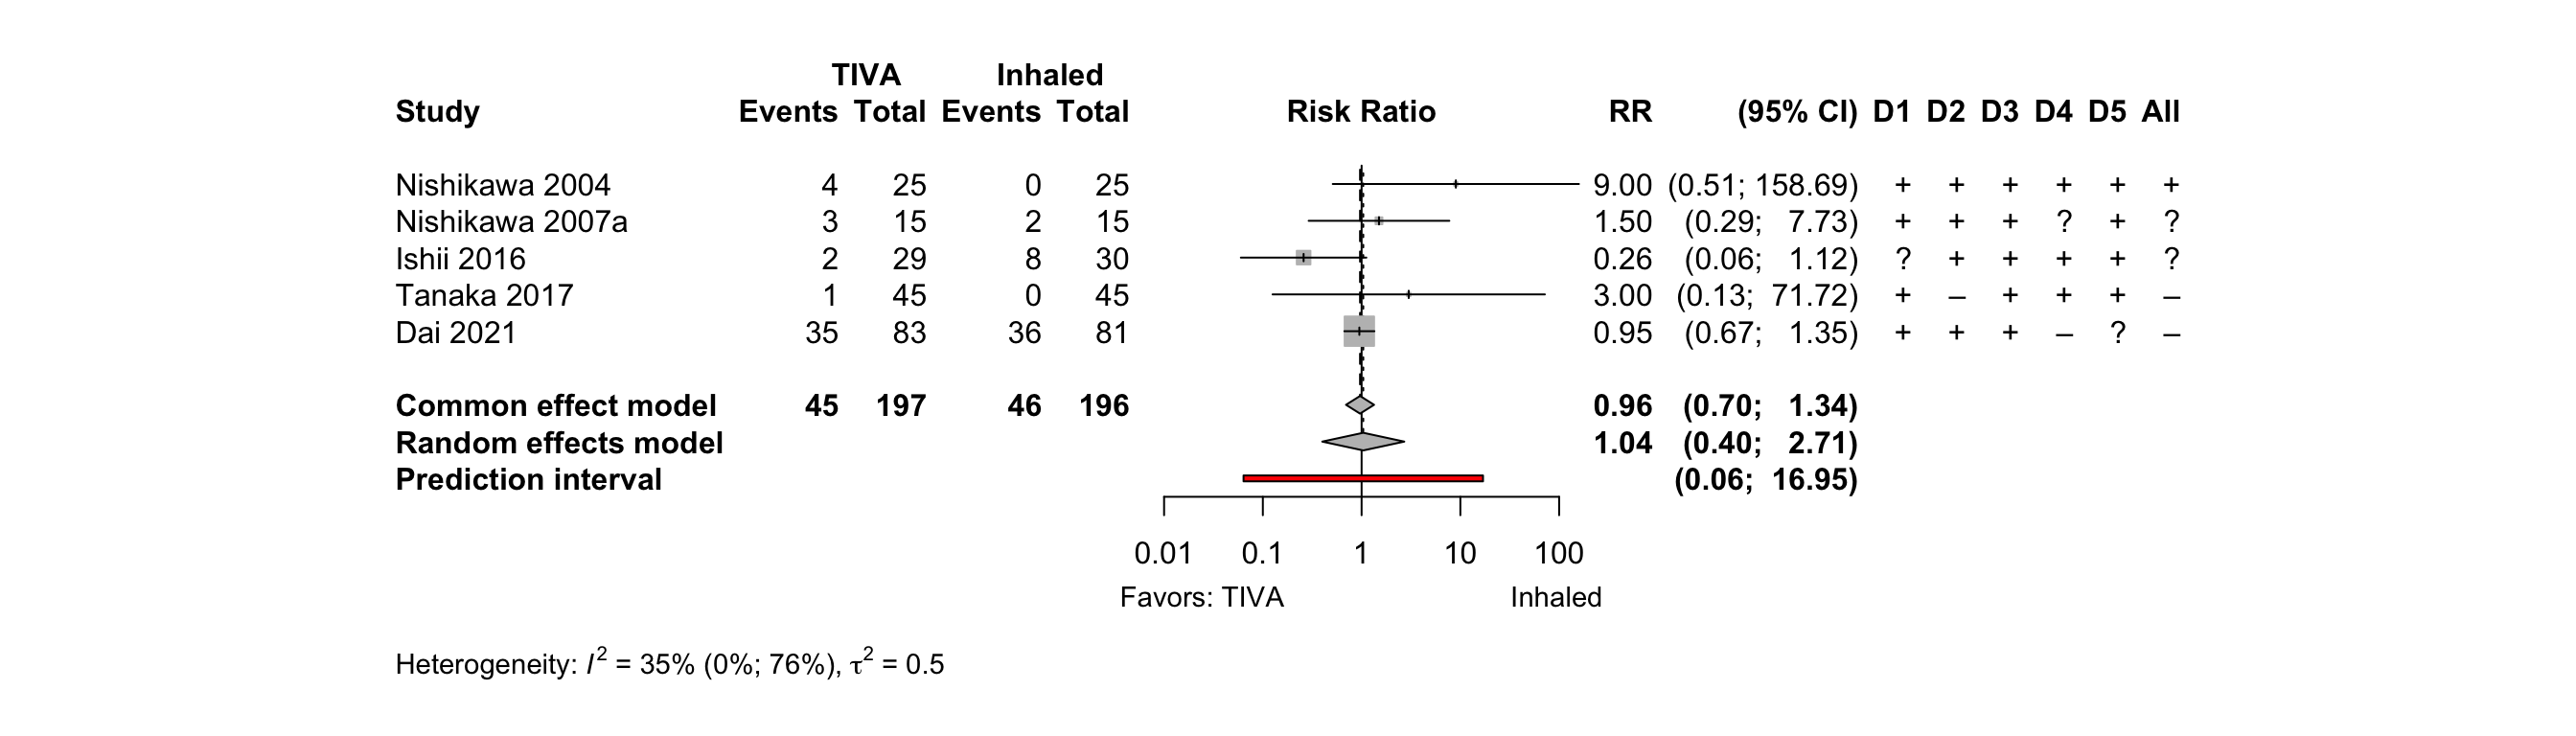 TIVA Inhaled
Study Events Total Events Total Risk Ratio RR (95% CI) D1 D2 D3 D4 D5 All
Nishikawa 2004 4 25 0 25 9.00 (0.51; 158.69) + + + + + +
Nishikawa 2007a 3 15 2 15 1.50 (0.29; 7.73) + + + ? + ?
Ishii 2016 2 29 8 30 0.26 (0.06; 1.12) ? + + + + ?
Tanaka 2017 1 45 0 45 3.00 (0.13; 71.72) + – + + + –
Dai 2021 35 83 36 81 0.95 (0.67; 1.35) + + + – ? –
Common effect model 45 197 46 196 0.96 (0.70; 1.34)
Random effects model 1.04 (0.40; 2.71)
Prediction interval (0.06; 16.95)
0.01 0.1 1 10 100
Favors: TIVA Inhaled
Heterogeneity: I² = 35% (0%; 76%), τ² = 0.5